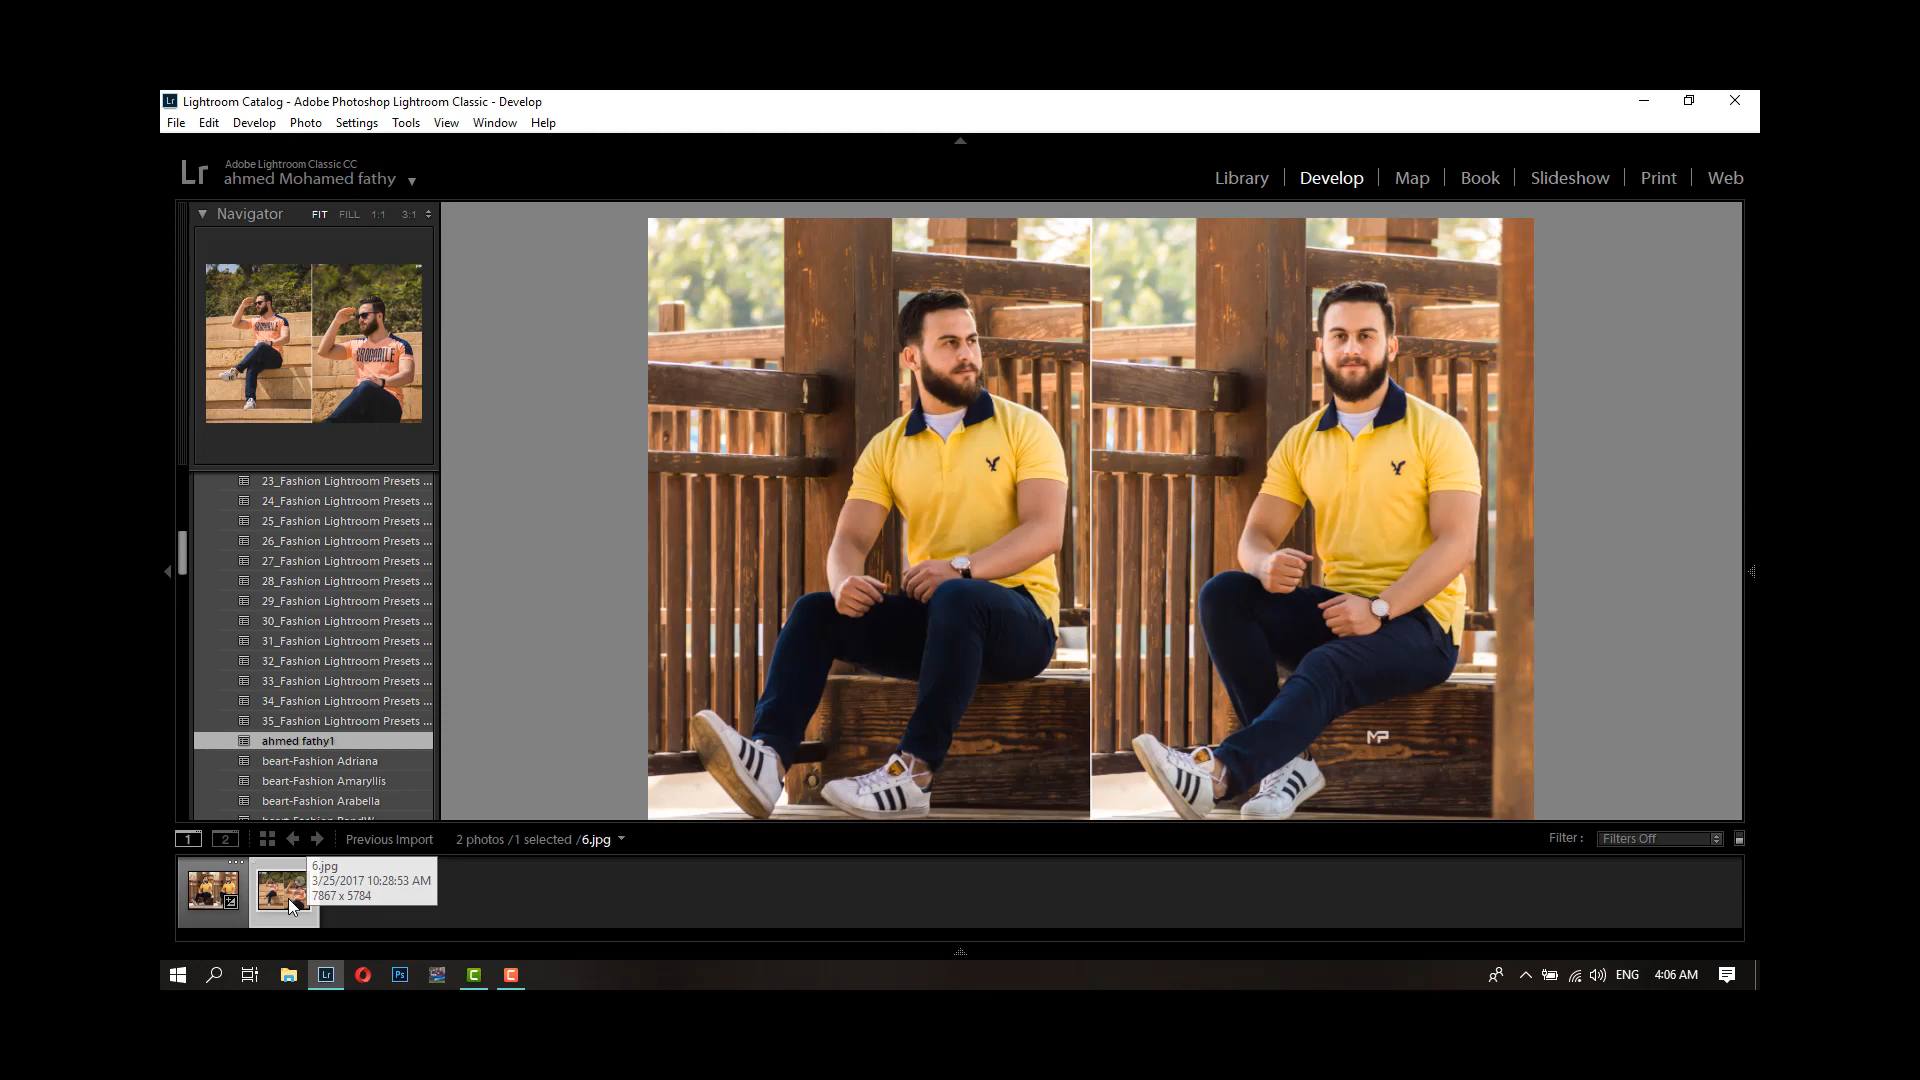 Lr Lightroom Catalog - Adobe Photoshop Lightroom Classic - Develop
File Edit Develop Photo Settings Tools View Window Help
Lr Adobe Lightroom Classic CC
ahmed Mohamed fathy
Library Develop Map Book Slideshow Print Web
Navigator FIT FILL 1:1 3:1
CROCODILE
CROCODILE
23_Fashion Lightroom Presets ...
24_Fashion Lightroom Presets ...
25_Fashion Lightroom Presets ...
26_Fashion Lightroom Presets ...
27_Fashion Lightroom Presets ...
28_Fashion Lightroom Presets ...
29_Fashion Lightroom Presets ...
30_Fashion Lightroom Presets ...
31_Fashion Lightroom Presets ...
32_Fashion Lightroom Presets ...
33_Fashion Lightroom Presets ...
34_Fashion Lightroom Presets ...
35_Fashion Lightroom Presets ...
ahmed fathy1
beart-Fashion Adriana
beart-Fashion Amaryllis
beart-Fashion Arabella
MP
1 2 Previous Import 2 photos /1 selected /6.jpg
Filter : Filters Off
6.jpg
3/25/2017 10:28:53 AM
7867 x 5784
Lr Ps C C ENG 4:06 AM